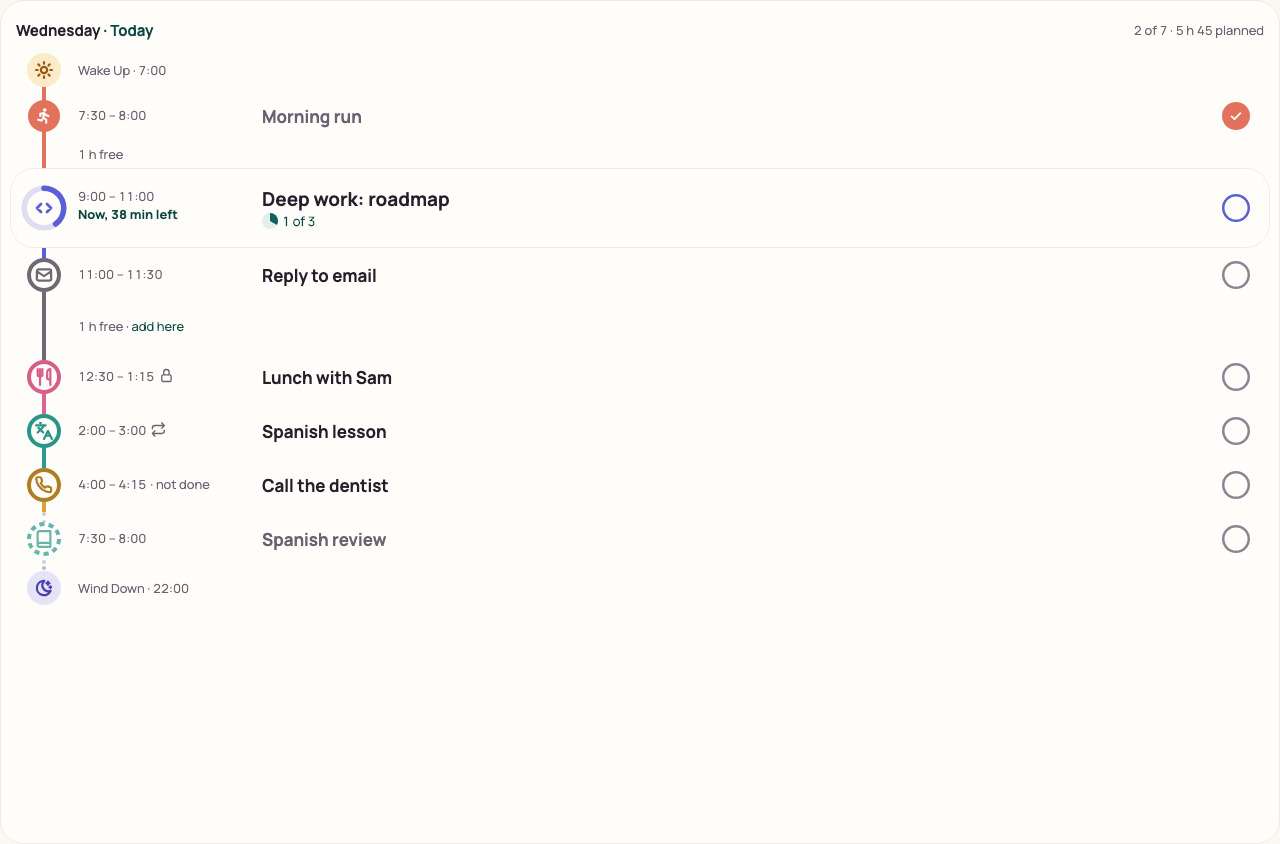 Wednesday · Today
2 of 7 · 5 h 45 planned
Wake Up · 7:00
7:30 – 8:00 Morning run
1 h free
9:00 – 11:00 Deep work: roadmap
Now, 38 min left 1 of 3
11:00 – 11:30 Reply to email
1 h free · add here
12:30 – 1:15 Lunch with Sam
2:00 – 3:00 Spanish lesson
4:00 – 4:15 · not done Call the dentist
7:30 – 8:00 Spanish review
Wind Down · 22:00